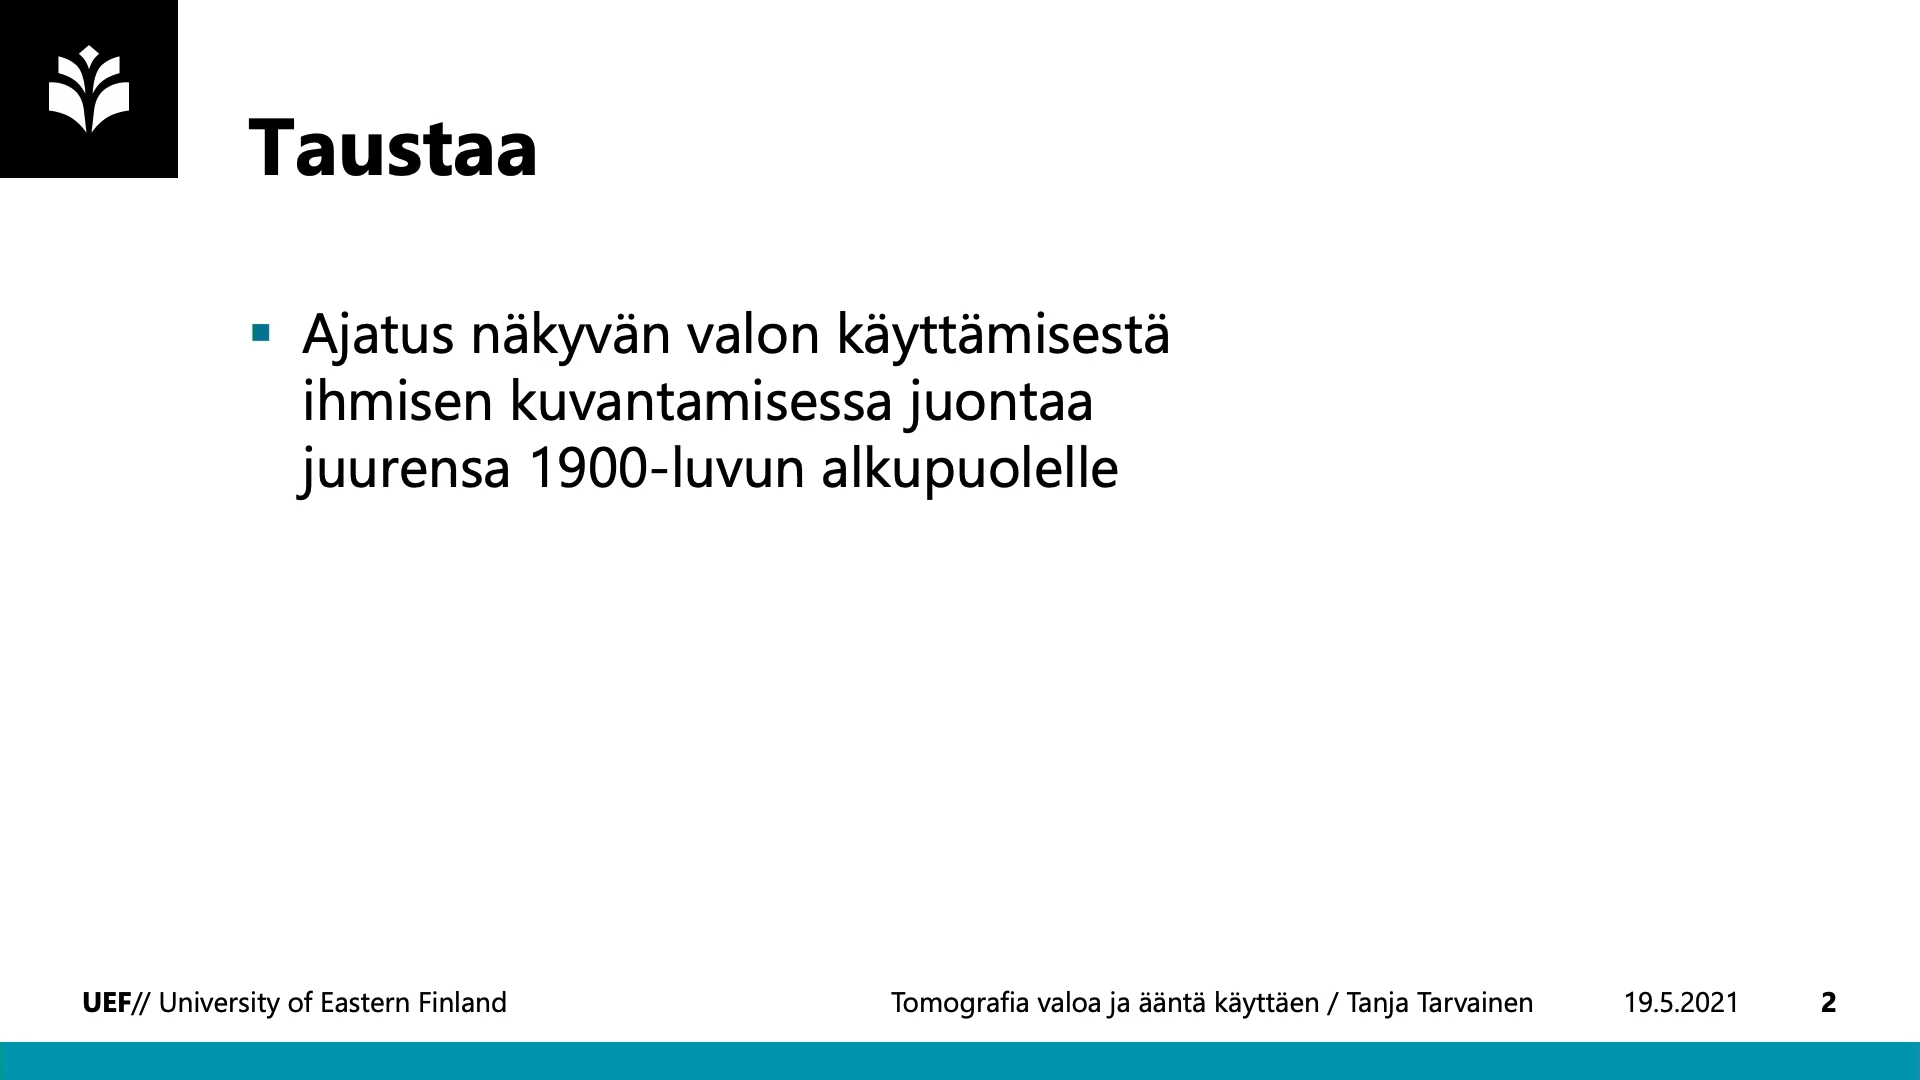 Taustaa
▪ Ajatus näkyvän valon käyttämisestä
ihmisen kuvantamisessa juontaa
juurensa 1900-luvun alkupuolelle
UEF// University of Eastern Finland
Tomografia valoa ja ääntä käyttäen / Tanja Tarvainen
19.5.2021
2